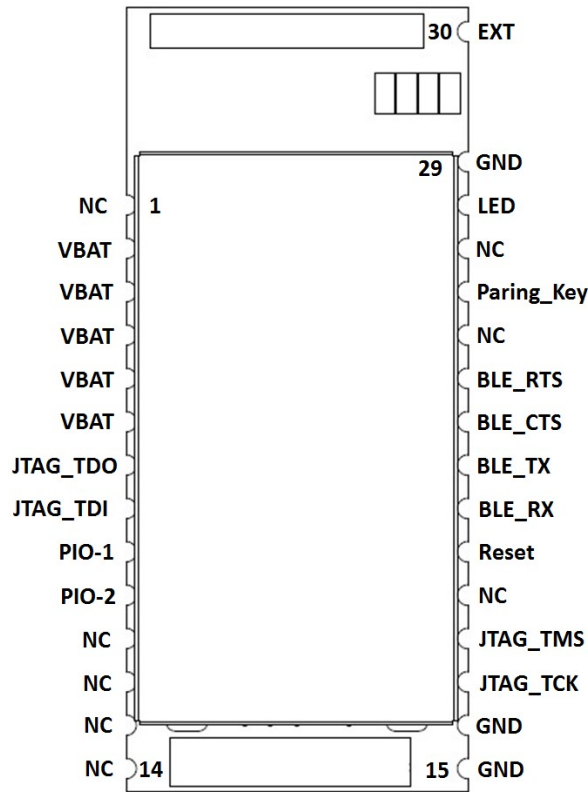 30 EXT
29 GND
NC 1 LED
VBAT NC
VBAT Paring_Key
VBAT NC
VBAT BLE_RTS
VBAT BLE_CTS
JTAG_TDO BLE_TX
JTAG_TDI BLE_RX
PIO-1 Reset
PIO-2 NC
NC JTAG_TMS
NC JTAG_TCK
NC GND
NC 14 15 GND